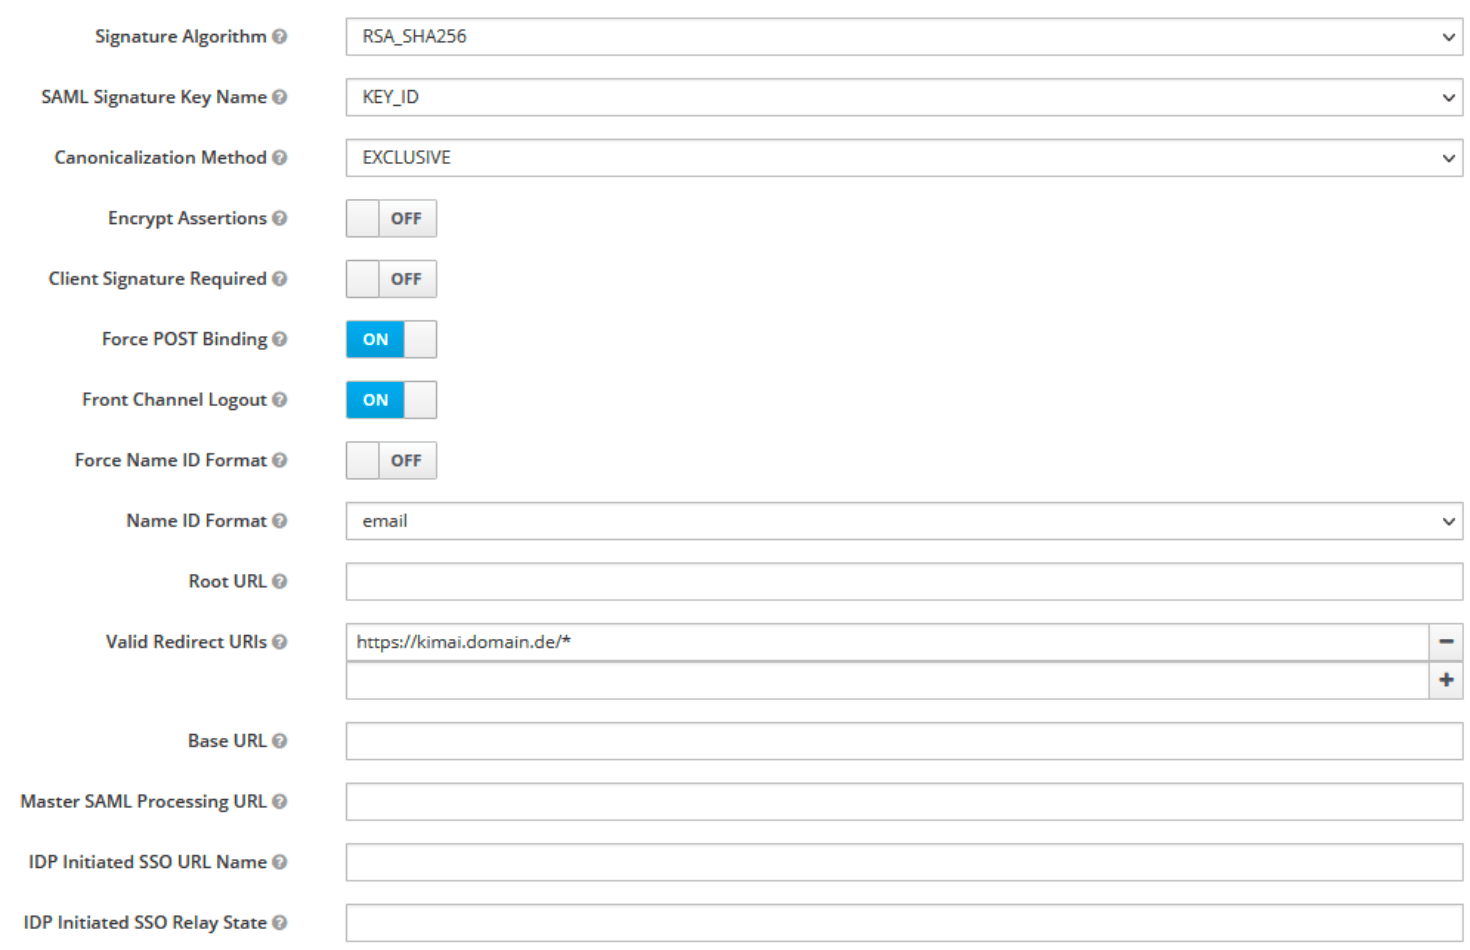 Signature Algorithm RSA_SHA256
SAML Signature Key Name KEY_ID
Canonicalization Method EXCLUSIVE
Encrypt Assertions OFF
Client Signature Required OFF
Force POST Binding ON
Front Channel Logout ON
Force Name ID Format OFF
Name ID Format email
Root URL
Valid Redirect URIs https://kimai.domain.de/*
Base URL
Master SAML Processing URL
IDP Initiated SSO URL Name
IDP Initiated SSO Relay State